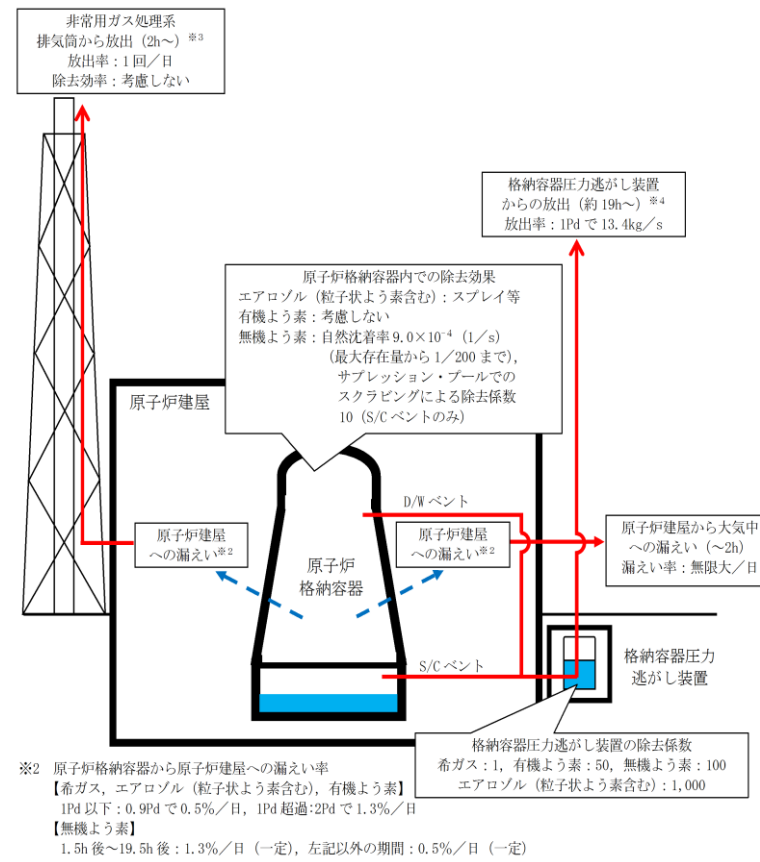 非常用ガス処理系
排気筒から放出（2h～）※3
放出率：1回／日
除去効率：考慮しない
格納容器圧力逃がし装置
からの放出（約19h～）※4
放出率：1Pdで13.4kg／s
原子炉格納容器内での除去効果
エアロゾル（粒子状よう素含む）：スプレイ等
有機よう素：考慮しない
無機よう素：自然沈着率9.0×10⁻⁴（1／s）
（最大存在量から1／200まで），
サプレッション・プールでの
スクラビングによる除去係数
10（S/Cベントのみ）
原子炉建屋
D/Wベント
原子炉建屋
への漏えい※2
原子炉建屋
への漏えい※2
原子炉建屋から大気中
への漏えい（～2h）
漏えい率：無限大／日
原子炉
格納容器
S/Cベント
格納容器圧力
逃がし装置
格納容器圧力逃がし装置の除去係数
希ガス：1，有機よう素：50，無機よう素：100
エアロゾル（粒子状よう素含む）：1,000
※2 原子炉格納容器から原子炉建屋への漏えい率
【希ガス，エアロゾル（粒子状よう素含む），有機よう素】
1Pd以下：0.9Pdで0.5％／日，1Pd超過：2Pdで1.3％／日
【無機よう素】
1.5h後～19.5h後：1.3％／日（一定），左記以外の期間：0.5％／日（一定）